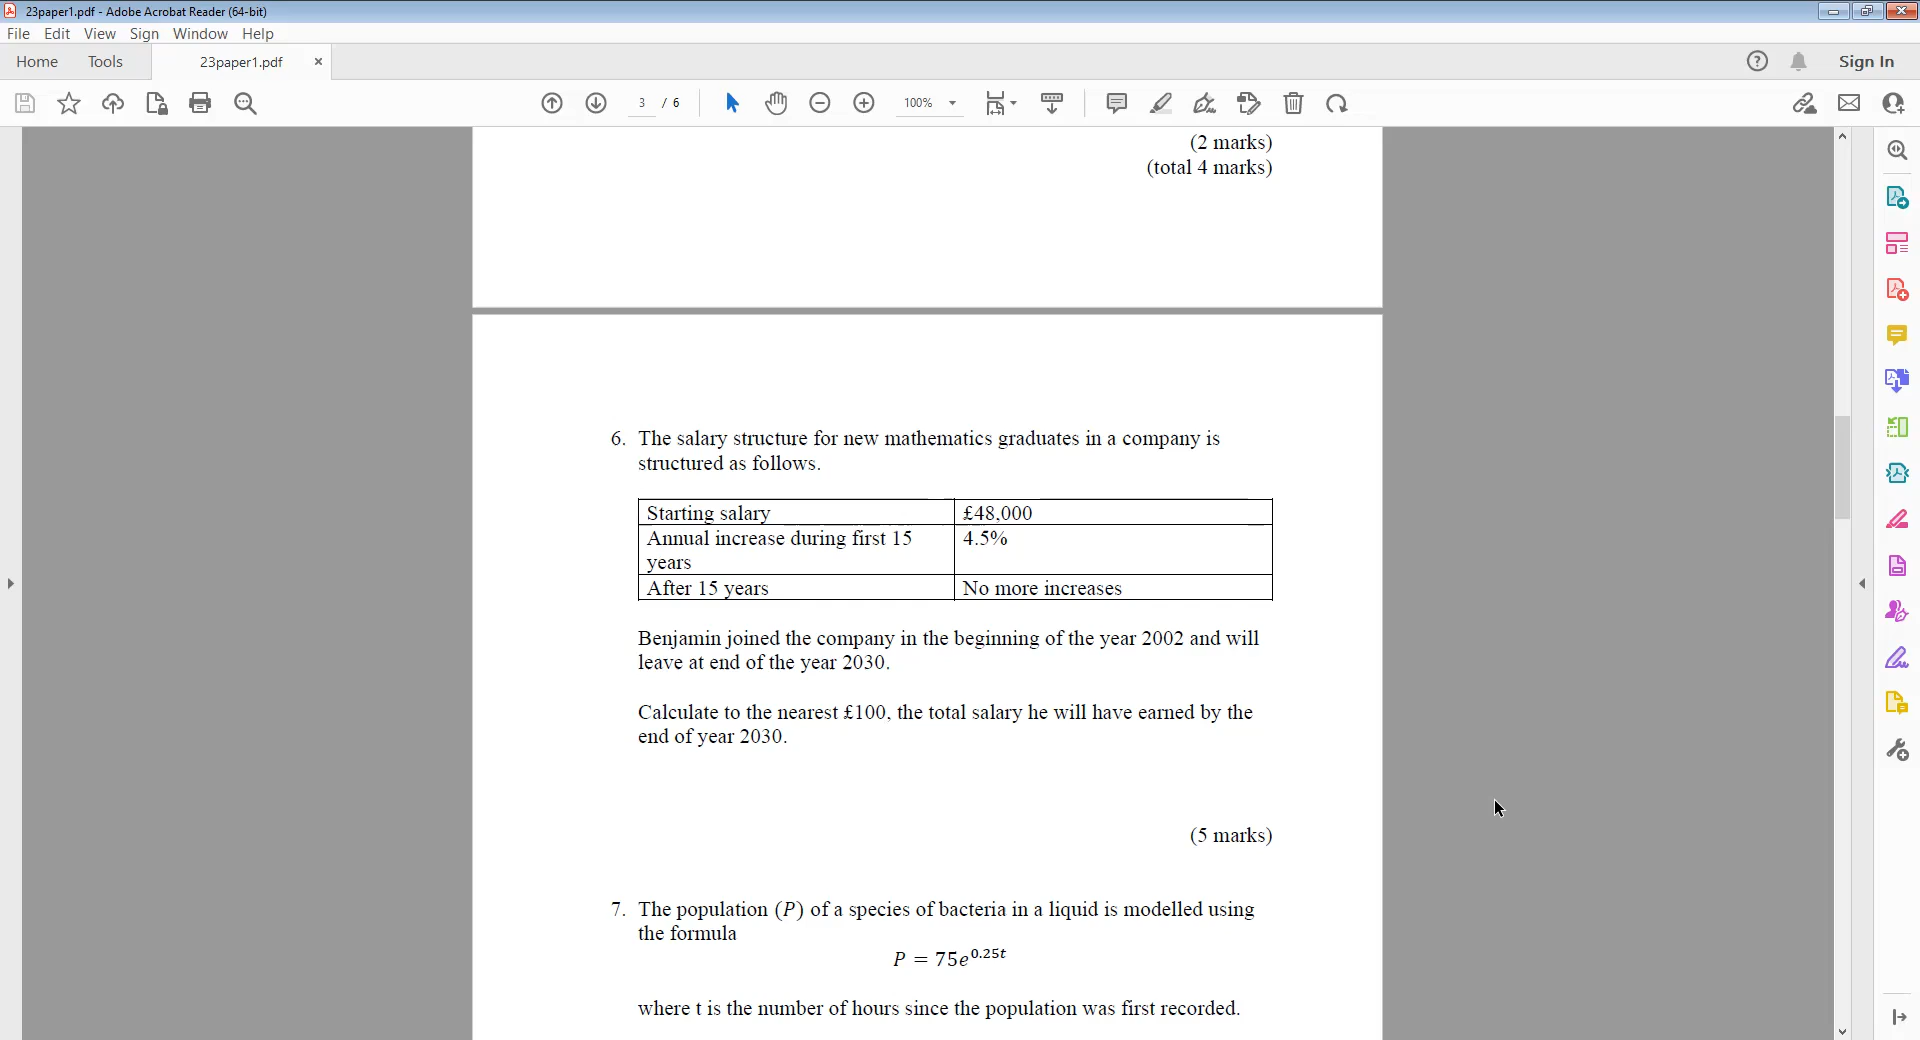 23paper1.pdf - Adobe Acrobat Reader (64-bit)
File Edit View Sign Window Help
Home Tools 23paper1.pdf × Sign In
3 / 6 100%
(2 marks)
(total 4 marks)
6. The salary structure for new mathematics graduates in a company is
structured as follows.
Starting salary £48,000
Annual increase during first 15 4.5%
years
After 15 years No more increases
Benjamin joined the company in the beginning of the year 2002 and will
leave at end of the year 2030.
Calculate to the nearest £100, the total salary he will have earned by the
end of year 2030.
(5 marks)
7. The population (P) of a species of bacteria in a liquid is modelled using
the formula
P = 75e^0.25t
where t is the number of hours since the population was first recorded.